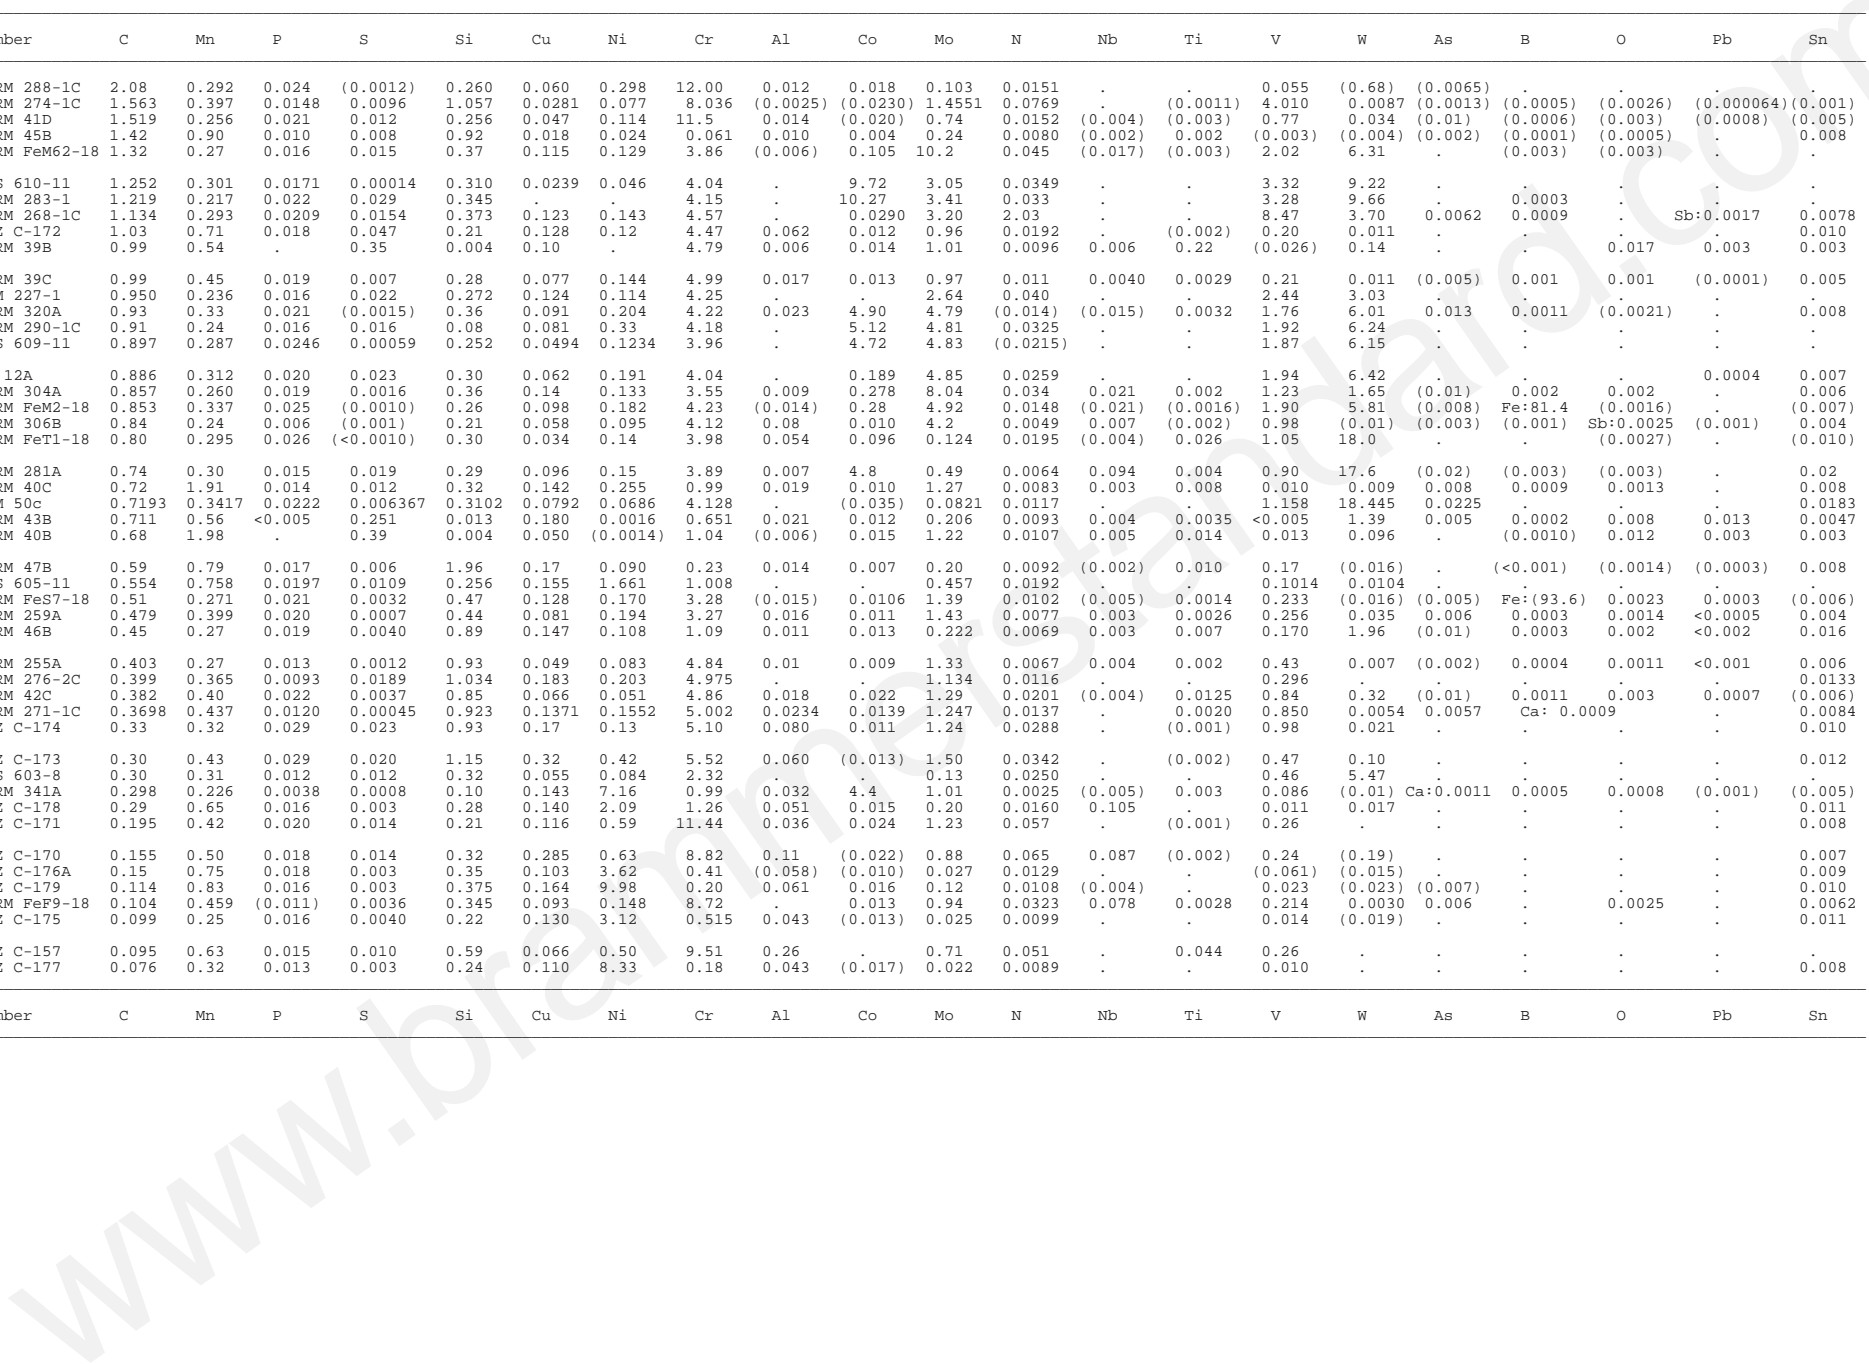 mber C Mn P S Si Cu Ni Cr Al Co Mo N Nb Ti V W As B O Pb Sn
RM 288-1C 2.08 0.292 0.024 (0.0012) 0.260 0.060 0.298 12.00 0.012 0.018 0.103 0.0151 . . 0.055 (0.68) (0.0065) . . . .
RM 274-1C 1.563 0.397 0.0148 0.0096 1.057 0.0281 0.077 8.036 (0.0025) (0.0230) 1.4551 0.0769 . (0.0011) 4.010 0.0087 (0.0013) (0.0005) (0.0026) (0.000064)(0.001)
RM 41D 1.519 0.256 0.021 0.012 0.256 0.047 0.114 11.5 0.014 (0.020) 0.74 0.0152 (0.004) (0.003) 0.77 0.034 (0.01) (0.0006) (0.003) (0.0008) (0.005)
RM 45B 1.42 0.90 0.010 0.008 0.92 0.018 0.024 0.061 0.010 0.004 0.24 0.0080 (0.002) 0.002 (0.003) (0.004) (0.002) (0.0001) (0.0005) . 0.008
RM FeM62-18 1.32 0.27 0.016 0.015 0.37 0.115 0.129 3.86 (0.006) 0.105 10.2 0.045 (0.017) (0.003) 2.02 6.31 . (0.003) (0.003) . .
S 610-11 1.252 0.301 0.0171 0.00014 0.310 0.0239 0.046 4.04 . 9.72 3.05 0.0349 . . 3.32 9.22 . . . . .
RM 283-1 1.219 0.217 0.022 0.029 0.345 . . 4.15 . 10.27 3.41 0.033 . . 3.28 9.66 . 0.0003 . . .
RM 268-1C 1.134 0.293 0.0209 0.0154 0.373 0.123 0.143 4.57 . 0.0290 3.20 2.03 . . 8.47 3.70 0.0062 0.0009 . Sb:0.0017 0.0078
Z C-172 1.03 0.71 0.018 0.047 0.21 0.128 0.12 4.47 0.062 0.012 0.96 0.0192 . (0.002) 0.20 0.011 . . . . 0.010
RM 39B 0.99 0.54 . 0.35 0.004 0.10 . 4.79 0.006 0.014 1.01 0.0096 0.006 0.22 (0.026) 0.14 . . 0.017 0.003 0.003
RM 39C 0.99 0.45 0.019 0.007 0.28 0.077 0.144 4.99 0.017 0.013 0.97 0.011 0.0040 0.0029 0.21 0.011 (0.005) 0.001 0.001 (0.0001) 0.005
M 227-1 0.950 0.236 0.016 0.022 0.272 0.124 0.114 4.25 . . 2.64 0.040 . . 2.44 3.03 . . . . .
RM 320A 0.93 0.33 0.021 (0.0015) 0.36 0.091 0.204 4.22 0.023 4.90 4.79 (0.014) (0.015) 0.0032 1.76 6.01 0.013 0.0011 (0.0021) . 0.008
RM 290-1C 0.91 0.24 0.016 0.016 0.08 0.081 0.33 4.18 . 5.12 4.81 0.0325 . . 1.92 6.24 . . . . .
S 609-11 0.897 0.287 0.0246 0.00059 0.252 0.0494 0.1234 3.96 . 4.72 4.83 (0.0215) . . 1.87 6.15 . . . . .
12A 0.886 0.312 0.020 0.023 0.30 0.062 0.191 4.04 . 0.189 4.85 0.0259 . . 1.94 6.42 . . . 0.0004 0.007
RM 304A 0.857 0.260 0.019 0.0016 0.36 0.14 0.133 3.55 0.009 0.278 8.04 0.034 0.021 0.002 1.23 1.65 (0.01) 0.002 0.002 . 0.006
RM FeM2-18 0.853 0.337 0.025 (0.0010) 0.26 0.098 0.182 4.23 (0.014) 0.28 4.92 0.0148 (0.021) (0.0016) 1.90 5.81 (0.008) Fe:81.4 (0.0016) . (0.007)
RM 306B 0.84 0.24 0.006 (0.001) 0.21 0.058 0.095 4.12 0.08 0.010 4.2 0.0049 0.007 (0.002) 0.98 (0.01) (0.003) (0.001) Sb:0.0025 (0.001) 0.004
RM FeT1-18 0.80 0.295 0.026 (<0.0010) 0.30 0.034 0.14 3.98 0.054 0.096 0.124 0.0195 (0.004) 0.026 1.05 18.0 . . (0.0027) . (0.010)
RM 281A 0.74 0.30 0.015 0.019 0.29 0.096 0.15 3.89 0.007 4.8 0.49 0.0064 0.094 0.004 0.90 17.6 (0.02) (0.003) (0.003) . 0.02
RM 40C 0.72 1.91 0.014 0.012 0.32 0.142 0.255 0.99 0.019 0.010 1.27 0.0083 0.003 0.008 0.010 0.009 0.008 0.0009 0.0013 . 0.008
M 50c 0.7193 0.3417 0.0222 0.006367 0.3102 0.0792 0.0686 4.128 . (0.035) 0.0821 0.0117 . . 1.158 18.445 0.0225 . . . 0.0183
RM 43B 0.711 0.56 <0.005 0.251 0.013 0.180 0.0016 0.651 0.021 0.012 0.206 0.0093 0.004 0.0035 <0.005 1.39 0.005 0.0002 0.008 0.013 0.0047
RM 40B 0.68 1.98 . 0.39 0.004 0.050 (0.0014) 1.04 (0.006) 0.015 1.22 0.0107 0.005 0.014 0.013 0.096 . (0.0010) 0.012 0.003 0.003
RM 47B 0.59 0.79 0.017 0.006 1.96 0.17 0.090 0.23 0.014 0.007 0.20 0.0092 (0.002) 0.010 0.17 (0.016) . (<0.001) (0.0014) (0.0003) 0.008
S 605-11 0.554 0.758 0.0197 0.0109 0.256 0.155 1.661 1.008 . . 0.457 0.0192 . . 0.1014 0.0104 . . . . .
RM FeS7-18 0.51 0.271 0.021 0.0032 0.47 0.128 0.170 3.28 (0.015) 0.0106 1.39 0.0102 (0.005) 0.0014 0.233 (0.016) (0.005) Fe:(93.6) 0.0023 0.0003 (0.006)
RM 259A 0.479 0.399 0.020 0.0007 0.44 0.081 0.194 3.27 0.016 0.011 1.43 0.0077 0.003 0.0026 0.256 0.035 0.006 0.0003 0.0014 <0.0005 0.004
RM 46B 0.45 0.27 0.019 0.0040 0.89 0.147 0.108 1.09 0.011 0.013 0.222 0.0069 0.003 0.007 0.170 1.96 (0.01) 0.0003 0.002 <0.002 0.016
RM 255A 0.403 0.27 0.013 0.0012 0.93 0.049 0.083 4.84 0.01 0.009 1.33 0.0067 0.004 0.002 0.43 0.007 (0.002) 0.0004 0.0011 <0.001 0.006
RM 276-2C 0.399 0.365 0.0093 0.0189 1.034 0.183 0.203 4.975 . . 1.134 0.0116 . . 0.296 . . . . . 0.0133
RM 42C 0.382 0.40 0.022 0.0037 0.85 0.066 0.051 4.86 0.018 0.022 1.29 0.0201 (0.004) 0.0125 0.84 0.32 (0.01) 0.0011 0.003 0.0007 (0.006)
RM 271-1C 0.3698 0.437 0.0120 0.00045 0.923 0.1371 0.1552 5.002 0.0234 0.0139 1.247 0.0137 . 0.0020 0.850 0.0054 0.0057 Ca: 0.0009 . 0.0084
Z C-174 0.33 0.32 0.029 0.023 0.93 0.17 0.13 5.10 0.080 0.011 1.24 0.0288 . (0.001) 0.98 0.021 . . . . 0.010
Z C-173 0.30 0.43 0.029 0.020 1.15 0.32 0.42 5.52 0.060 (0.013) 1.50 0.0342 . (0.002) 0.47 0.10 . . . . 0.012
S 603-8 0.30 0.31 0.012 0.012 0.32 0.055 0.084 2.32 . . 0.13 0.0250 . . 0.46 5.47 . . . . .
RM 341A 0.298 0.226 0.0038 0.0008 0.10 0.143 7.16 0.99 0.032 4.4 1.01 0.0025 (0.005) 0.003 0.086 (0.01) Ca:0.0011 0.0005 0.0008 (0.001) (0.005)
Z C-178 0.29 0.65 0.016 0.003 0.28 0.140 2.09 1.26 0.051 0.015 0.20 0.0160 0.105 . 0.011 0.017 . . . . 0.011
Z C-171 0.195 0.42 0.020 0.014 0.21 0.116 0.59 11.44 0.036 0.024 1.23 0.057 . (0.001) 0.26 . . . . . 0.008
Z C-170 0.155 0.50 0.018 0.014 0.32 0.285 0.63 8.82 0.11 (0.022) 0.88 0.065 0.087 (0.002) 0.24 (0.19) . . . . 0.007
Z C-176A 0.15 0.75 0.018 0.003 0.35 0.103 3.62 0.41 (0.058) (0.010) 0.027 0.0129 . . (0.061) (0.015) . . . . 0.009
Z C-179 0.114 0.83 0.016 0.003 0.375 0.164 4.98 0.20 0.061 0.016 0.12 0.0108 (0.004) . 0.023 (0.023) (0.007) . . . 0.010
RM FeF9-18 0.104 0.459 (0.011) 0.0036 0.345 0.093 0.148 8.72 . 0.013 0.94 0.0323 0.078 0.0028 0.214 0.0030 0.006 . 0.0025 . 0.0062
Z C-175 0.099 0.25 0.016 0.0040 0.22 0.130 3.12 0.515 0.043 (0.013) 0.025 0.0099 . . 0.014 (0.019) . . . . 0.011
Z C-157 0.095 0.63 0.015 0.010 0.59 0.066 0.50 9.51 0.26 . 0.71 0.051 . 0.044 0.26 . . . . . .
Z C-177 0.076 0.32 0.013 0.003 0.24 0.110 8.33 0.18 0.043 (0.017) 0.022 0.0089 . . 0.010 . . . . . 0.008
mber C Mn P S Si Cu Ni Cr Al Co Mo N Nb Ti V W As B O Pb Sn
www.brammerstandard.com